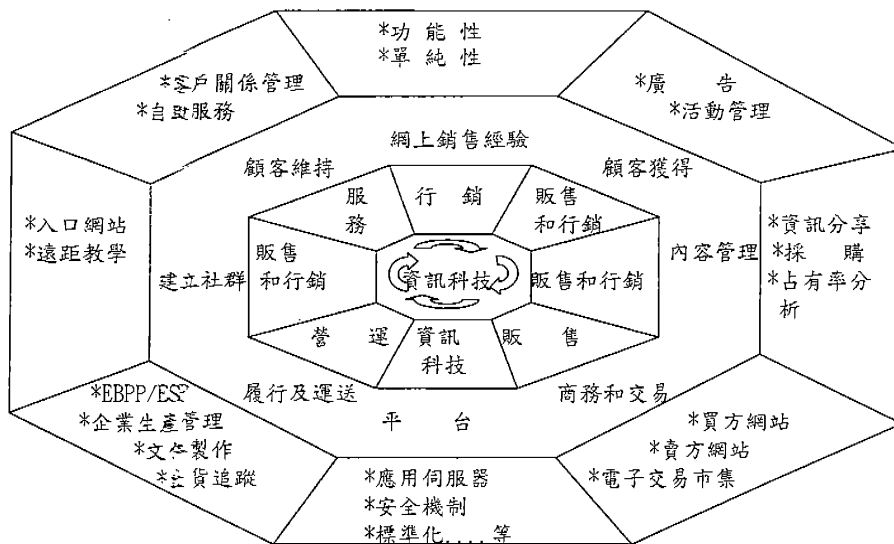 *功能性
*單純性
*客戶關係管理
*自助服務
*廣告
*活動管理
網上銷售經驗
顧客維持
顧客獲得
服務
行銷
販售
和行銷
*入口網站
*遠距教學
建立社群
販售
和行銷
資訊科技
販售和行銷
內容管理
*資訊分享
*採購
*占有率分
析
營運
資訊
科技
販售
*EBPP/ESP
*企業生產管理
*文件製作
履行及運送
平台
商務和交易
*買方網站
*賣方網站
*電子交易市集
*應用伺服器
*安全機制
*標準化....等